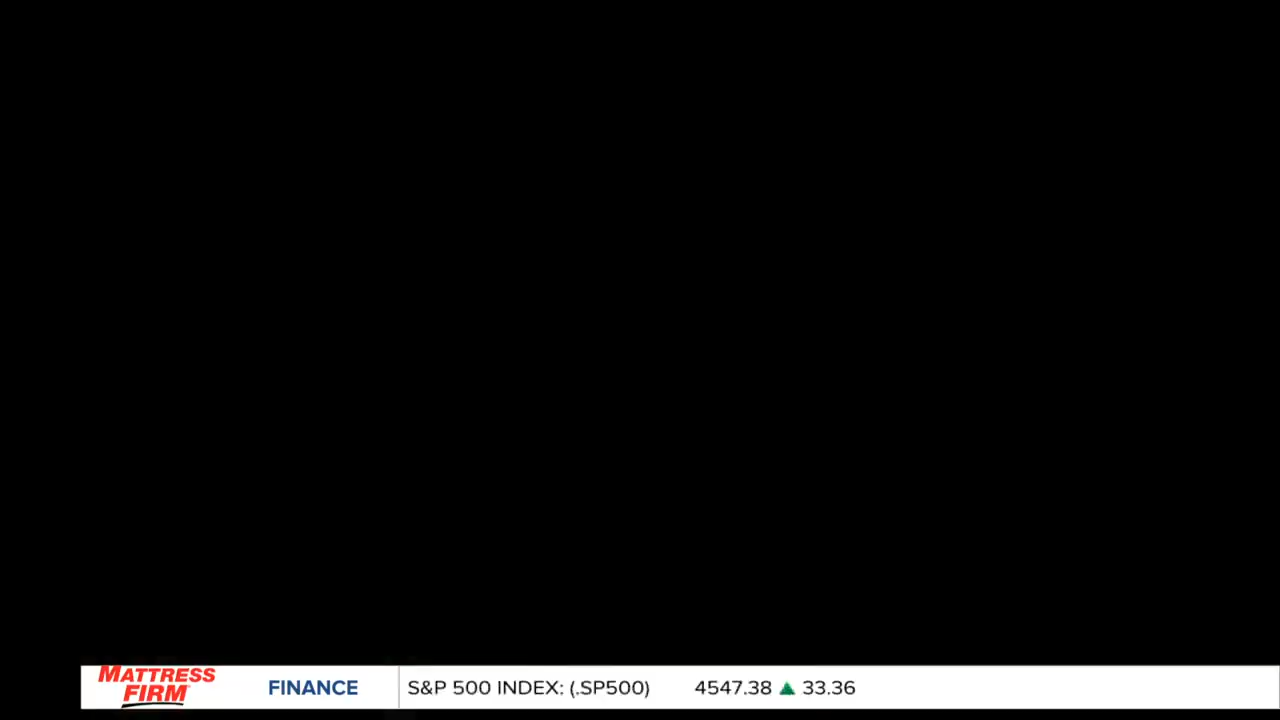 MATTRESS
FIRM
FINANCE
S&P 500 INDEX: (.SP500) 4547.38 ▲ 33.36